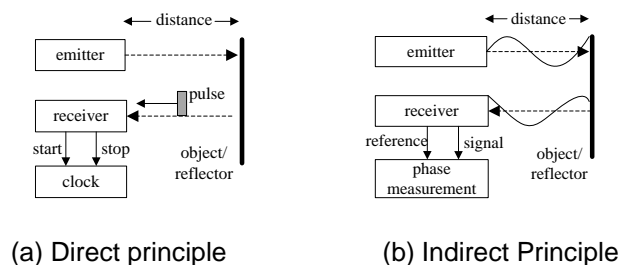 distance
emitter
pulse
receiver
start
stop
object/
reflector
clock
(a) Direct principle
distance
emitter
receiver
reference
signal
object/
reflector
phase
measurement
(b) Indirect Principle